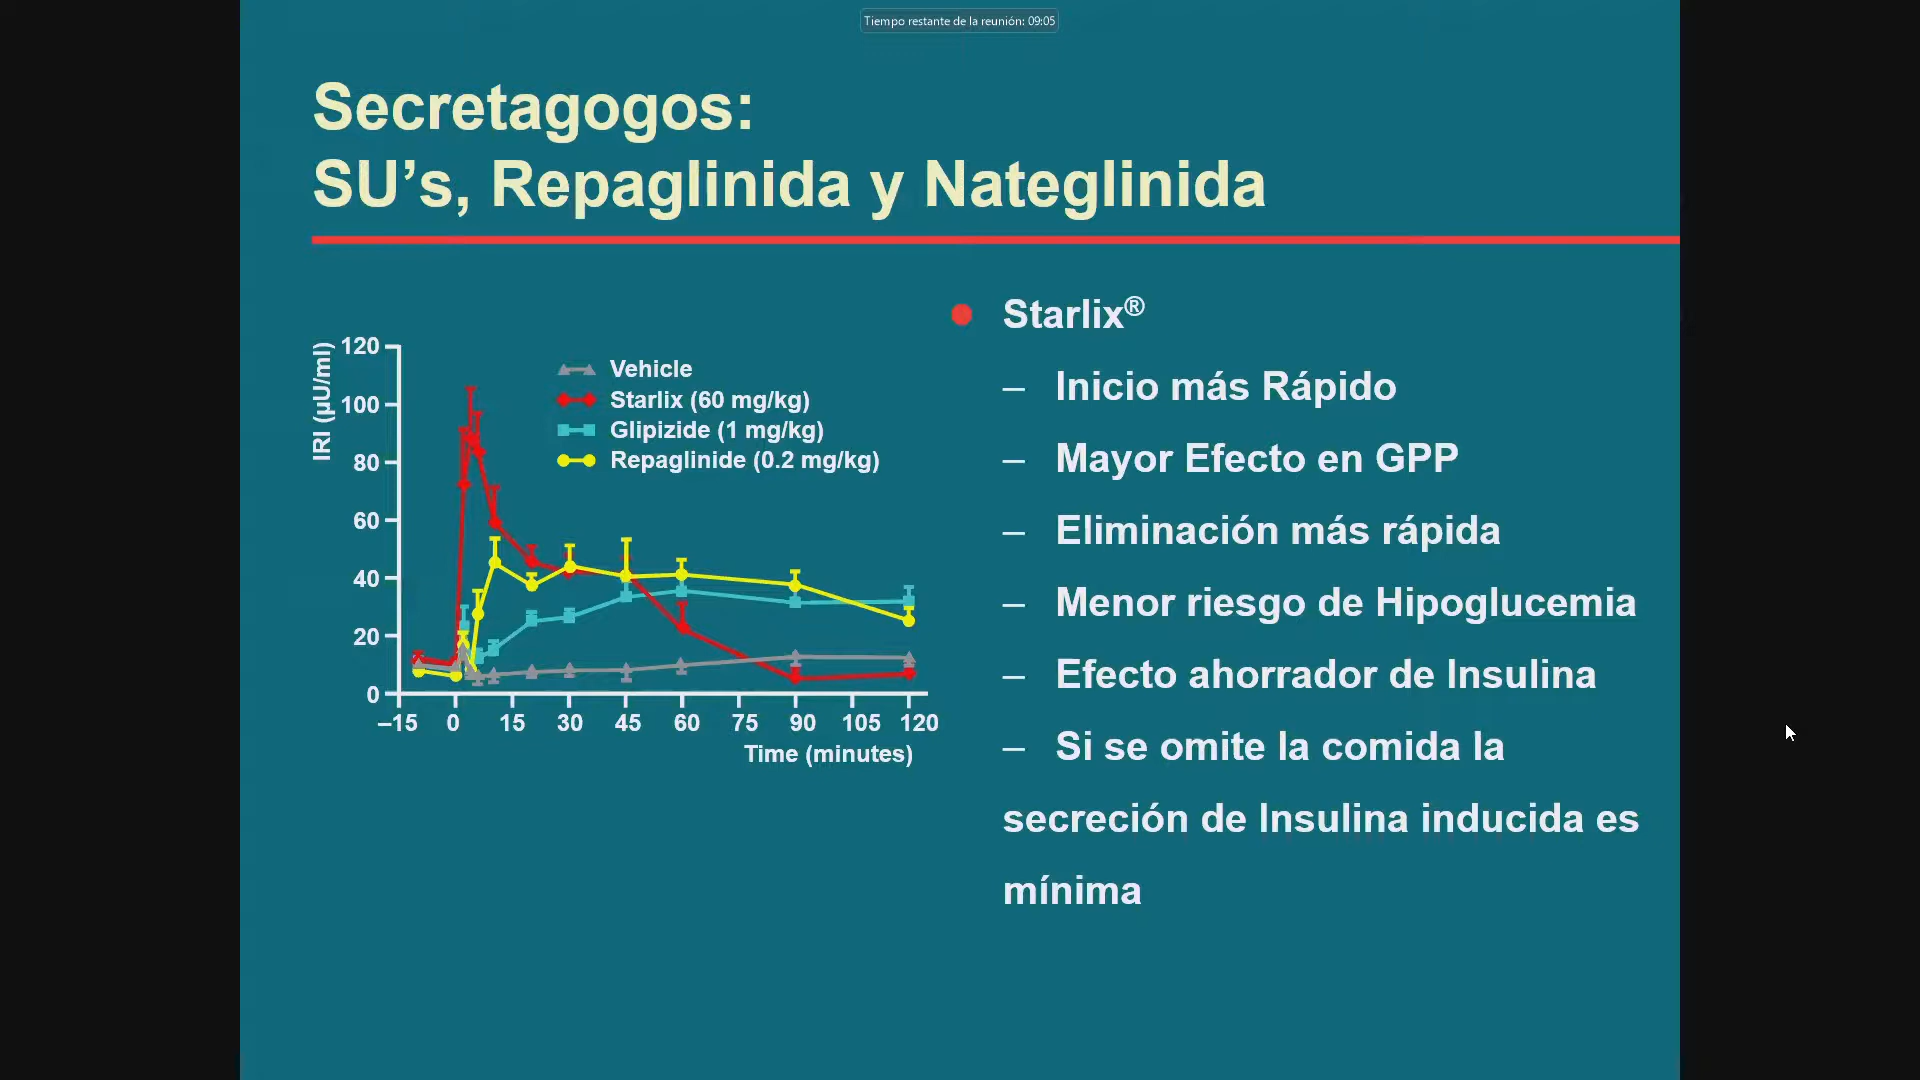 Tiempo restante de la reunión: 09:05
Secretagogos:
SU’s, Repaglinida y Nateglinida
IRI (µU/ml)
120
100
80
60
40
20
0
Vehicle
Starlix (60 mg/kg)
Glipizide (1 mg/kg)
Repaglinide (0.2 mg/kg)
–15 0 15 30 45 60 75 90 105 120
Time (minutes)
Starlix®
– Inicio más Rápido
– Mayor Efecto en GPP
– Eliminación más rápida
– Menor riesgo de Hipoglucemia
– Efecto ahorrador de Insulina
– Si se omite la comida la
secreción de Insulina inducida es
mínima